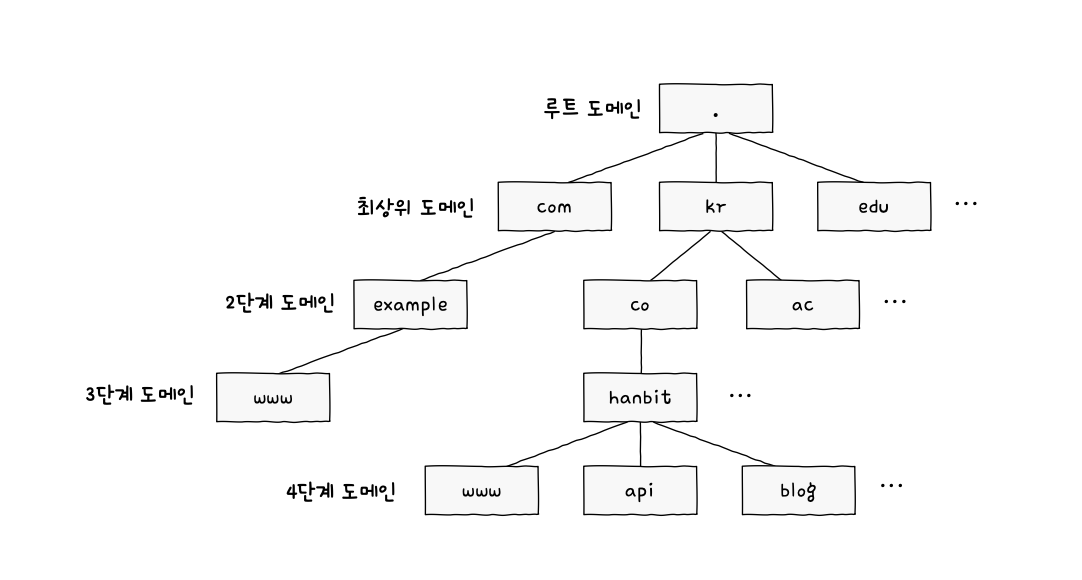 루트 도메인 .
최상위 도메인 com kr edu ...
2단계 도메인 example co ac ...
3단계 도메인 www hanbit ...
4단계 도메인 www api blog ...